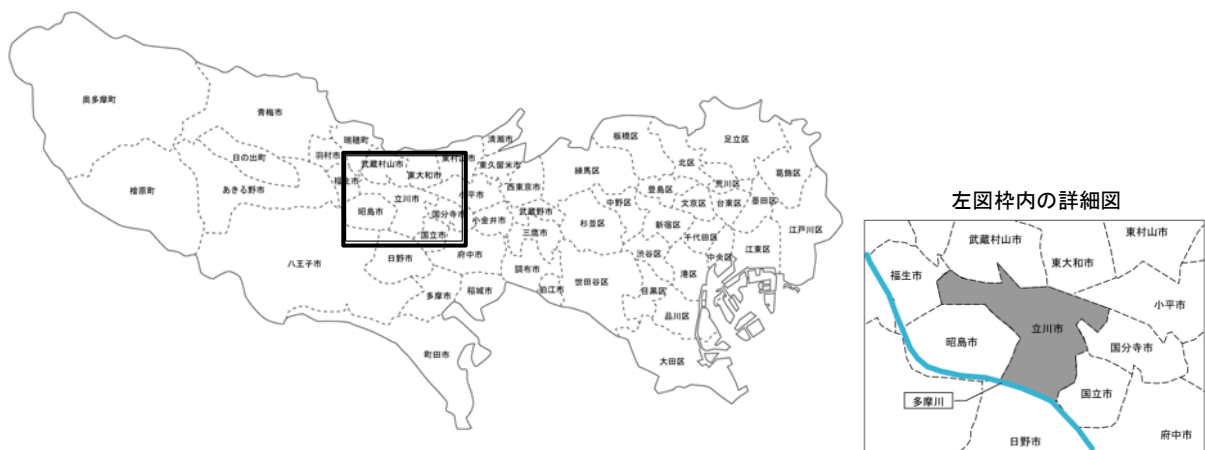 奥多摩町
青梅市
瑞穂町
羽村市
日の出町
檜原町
あきる野市
福生市
武蔵村山市
東大和市
東村山市
清瀬市
東久留米市
昭島市
立川市
国分寺市
国立市
小平市
小金井市
西東京市
武蔵野市
三鷹市
八王子市
日野市
府中市
調布市
狛江市
多摩市
稲城市
町田市
板橋区
練馬区
北区
足立区
荒川区
葛飾区
豊島区
文京区
台東区
墨田区
中野区
杉並区
新宿区
千代田区
江戸川区
渋谷区
中央区
江東区
港区
世田谷区
目黒区
品川区
大田区
左図枠内の詳細図
武蔵村山市
東村山市
東大和市
福生市
小平市
立川市
昭島市
国分寺市
多摩川
国立市
日野市
府中市